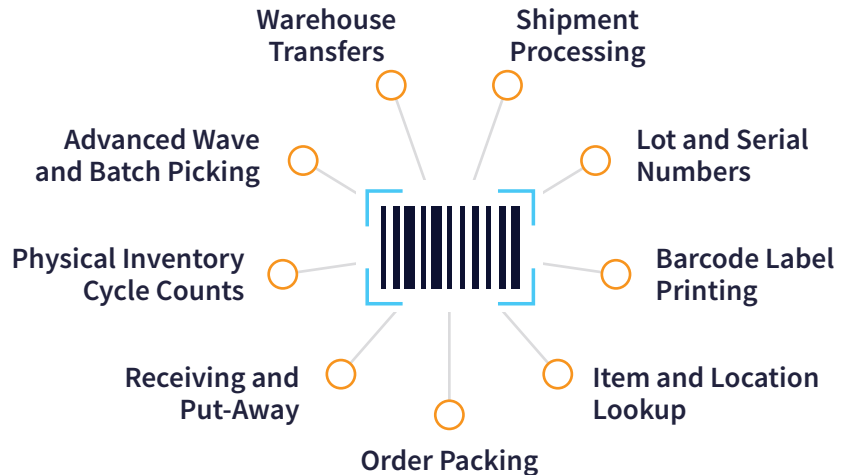 Warehouse
Transfers
Shipment
Processing
Advanced Wave
and Batch Picking
Lot and Serial
Numbers
Physical Inventory
Cycle Counts
Barcode Label
Printing
Receiving and
Put-Away
Item and Location
Lookup
Order Packing